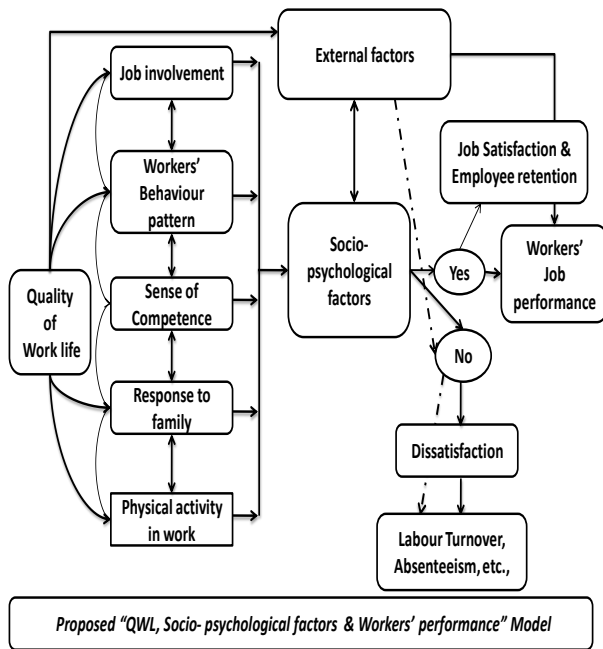 External factors
Job involvement
Workers'
Behaviour
pattern
Job Satisfaction &
Employee retention
Socio-
psychological
factors
Yes
Workers'
Job
performance
Quality
of
Work life
Sense of
Competence
No
Response to
family
Dissatisfaction
Physical activity
in work
Labour Turnover,
Absenteeism, etc.,
Proposed "QWL, Socio- psychological factors & Workers' performance" Model